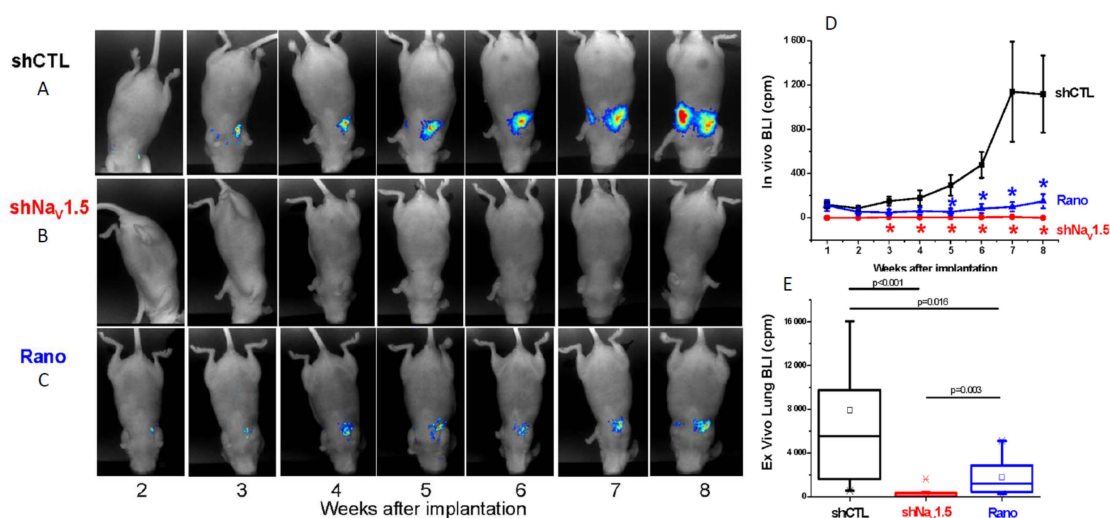 shCTL
A
shNaV1.5
B
Rano
C
2 3 4 5 6 7 8
Weeks after implantation
D
In vivo BLI (cpm)
1 600
1 200
800
400
0
shCTL
Rano
shNaV1.5
* * * *
* * * * * *
1 2 3 4 5 6 7 8
Weeks after implantation
E
p<0.001
p=0.016
p=0.003
Ex Vivo Lung BLI (cpm)
16 000
12 000
8 000
4 000
0
shCTL shNaV1.5 Rano